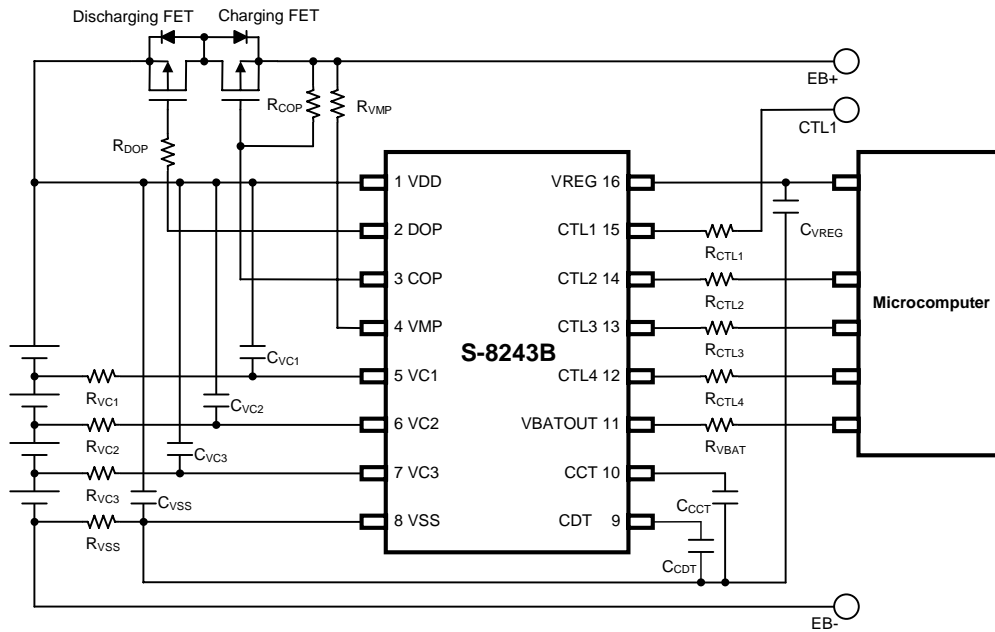 Discharging FET
Charging FET
EB+
RCOP
RVMP
CTL1
RDOP
1 VDD
VREG 16
2 DOP
CTL1 15
CVREG
RCTL1
3 COP
CTL2 14
RCTL2
Microcomputer
4 VMP
CTL3 13
S-8243B
RCTL3
CVC1
5 VC1
CTL4 12
RVC1
RCTL4
CVC2
6 VC2
VBATOUT 11
RVC2
RVBAT
CVC3
7 VC3
CCT 10
RVC3
CVSS
CCCT
8 VSS
CDT 9
RVSS
CCDT
EB-